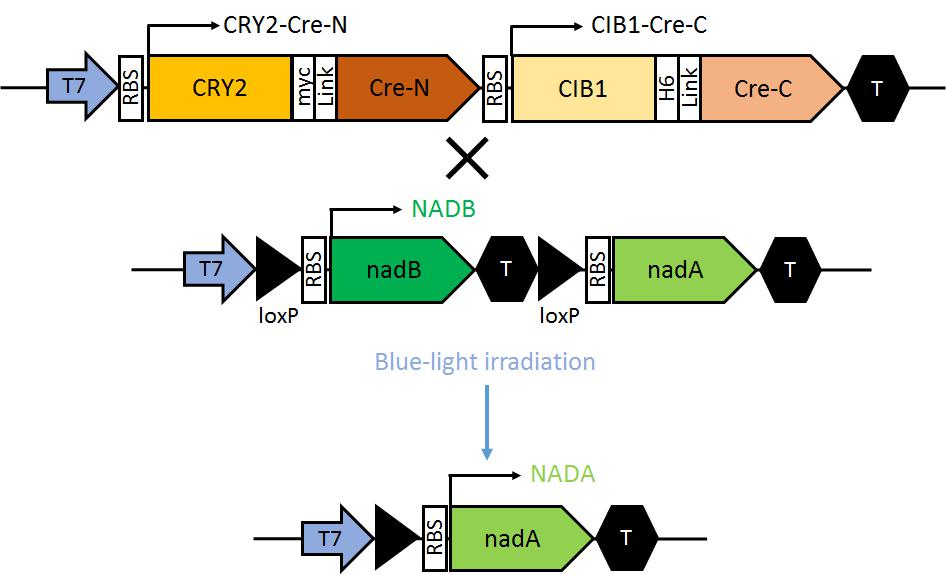 CRY2-Cre-N
CIB1-Cre-C
T7
RBS
CRY2
myc
Link
Cre-N
RBS
CIB1
H6
Link
Cre-C
T
NADB
T7
RBS
nadB
T
RBS
nadA
T
loxP
loxP
Blue-light irradiation
NADA
T7
RBS
nadA
T